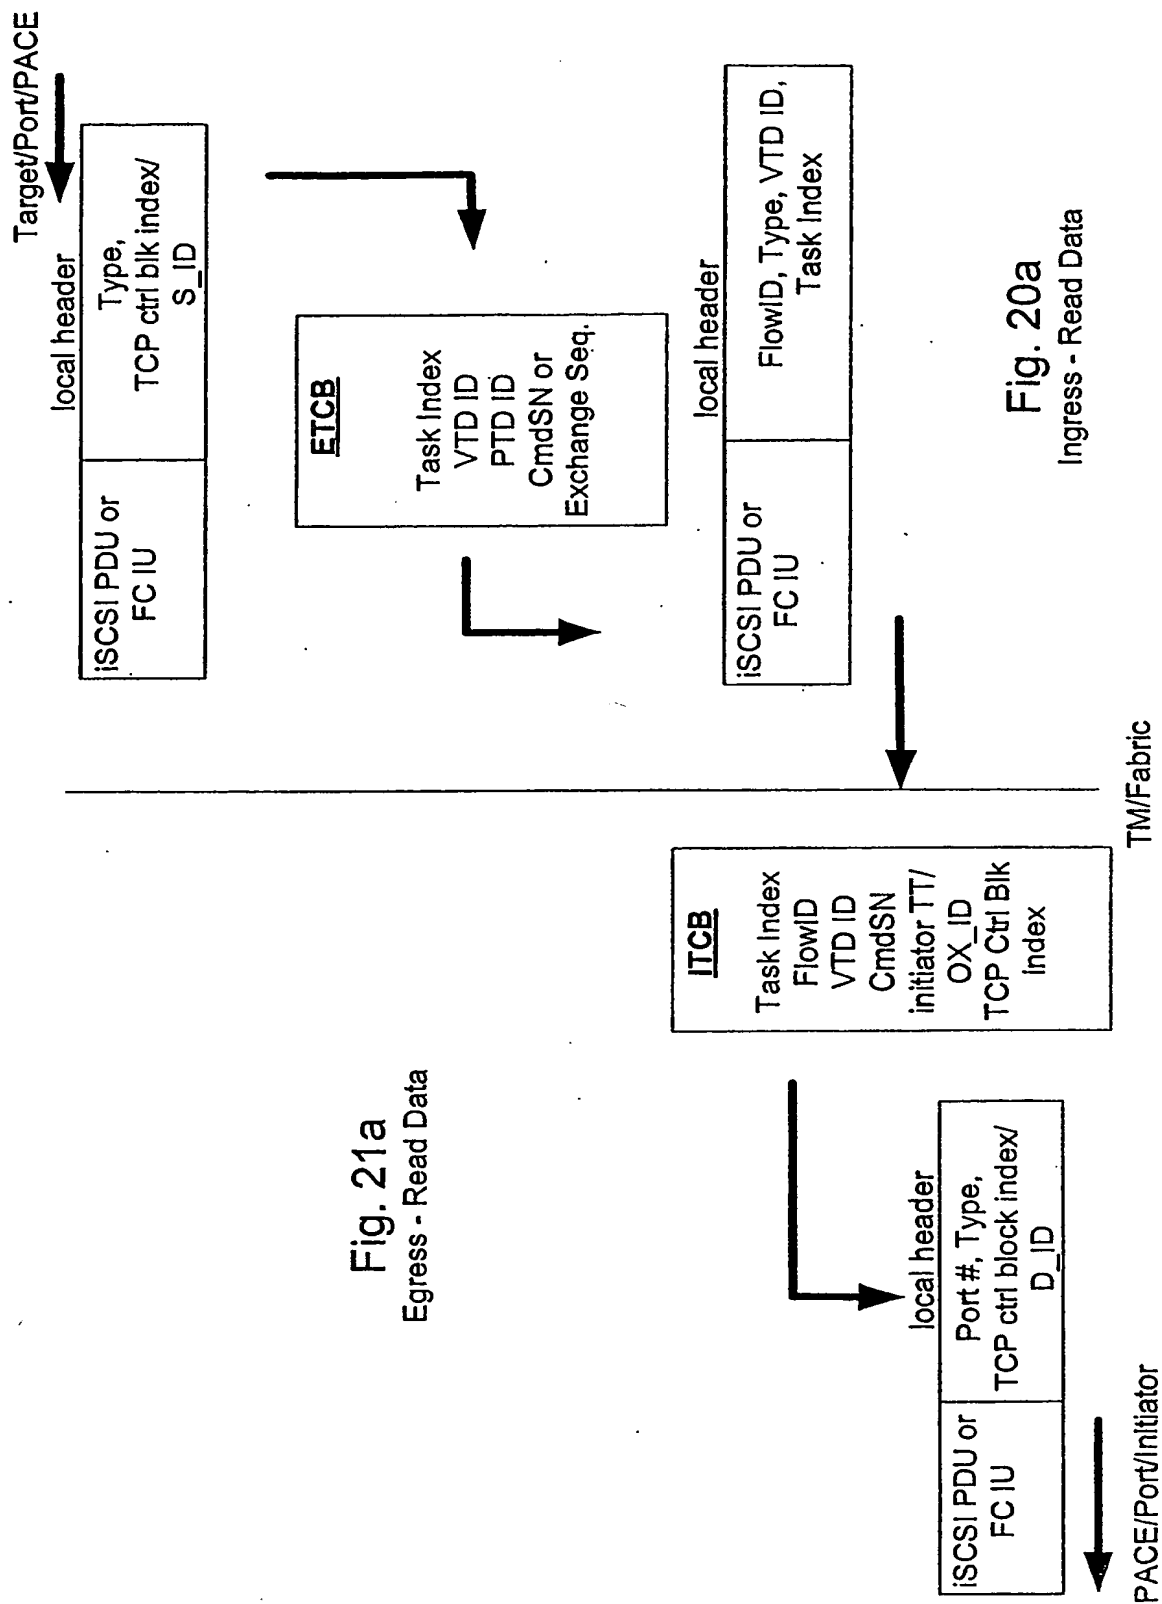 Target/Port/PACE
local header
iSCSI PDU or
FC IU
Type,
TCP ctrl blk index/
S_ID
ETCB
Task Index
VTD ID
PTD ID
CmdSN or
Exchange Seq.
local header
iSCSI PDU or
FC IU
FlowID, Type, VTD ID,
Task Index
Fig. 20a
Ingress - Read Data
TM/Fabric
Fig. 21a
Egress - Read Data
ITCB
Task Index
FlowID
VTD ID
CmdSN
initiator TT/
OX_ID
TCP Ctrl Blk
Index
local header
iSCSI PDU or
FC IU
Port #, Type,
TCP ctrl block index/
D_ID
PACE/Port/Initiator